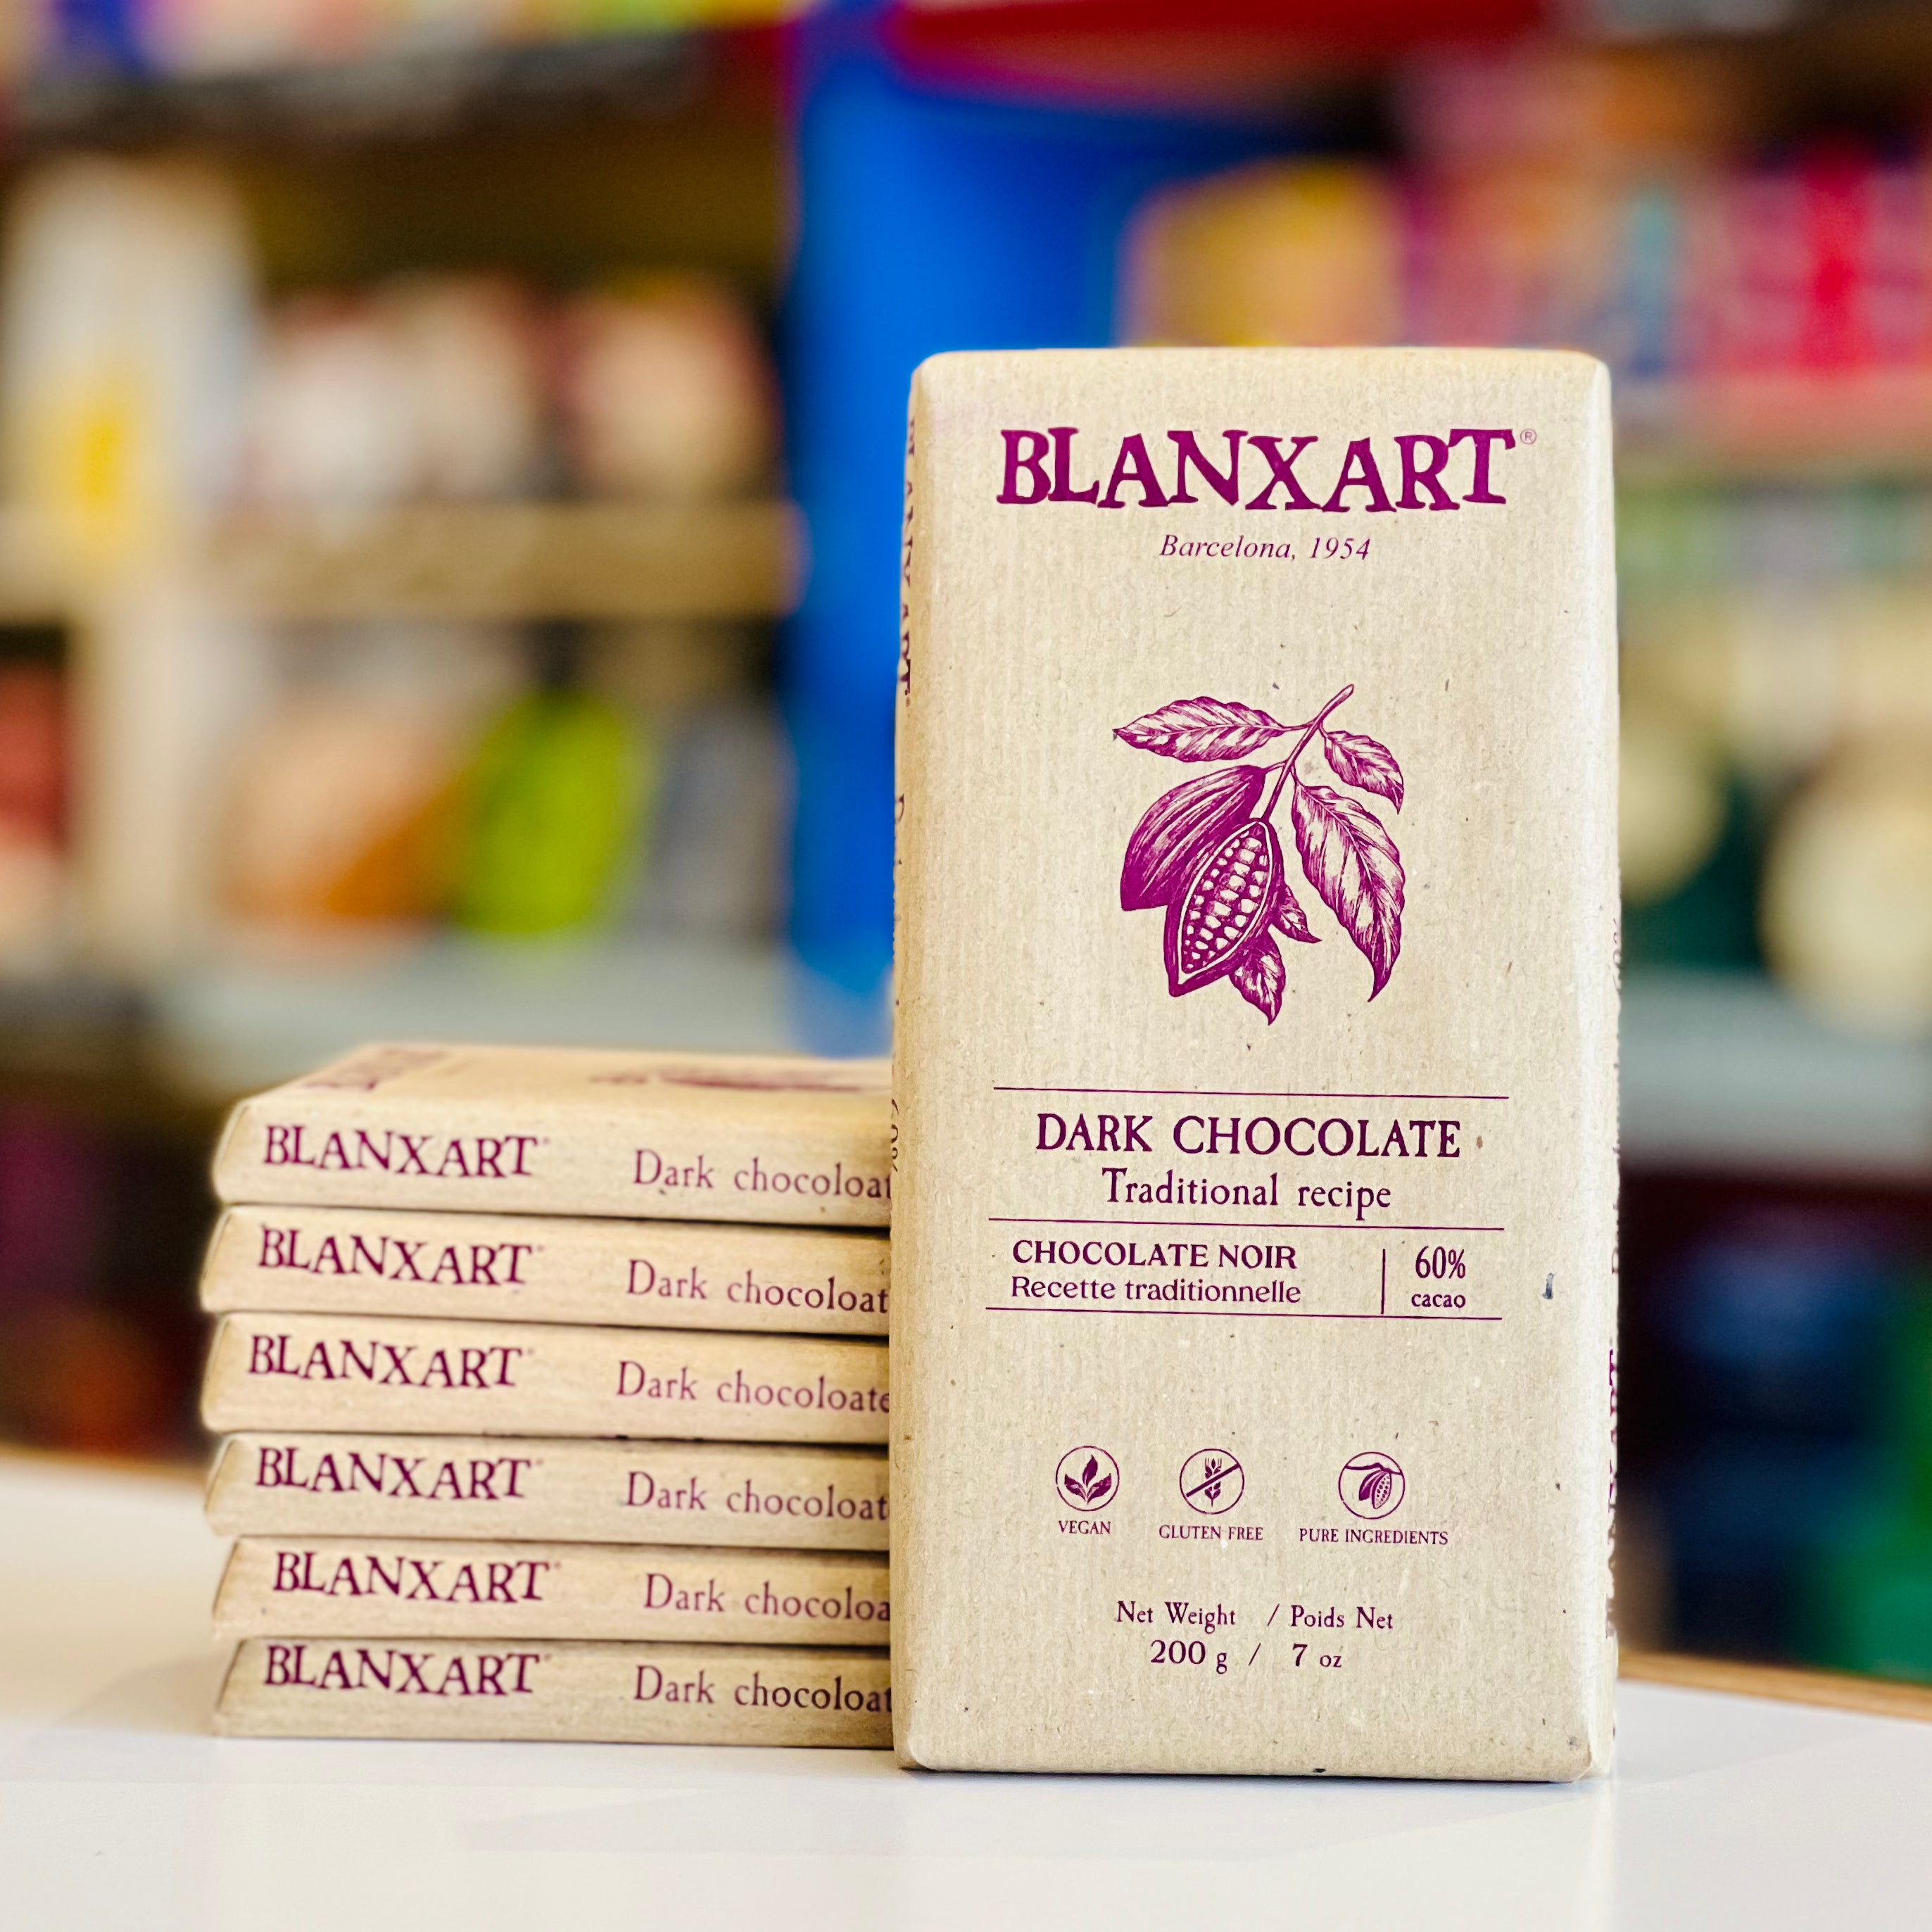 BLANXART®
Barcelona, 1954
DARK CHOCOLATE
Traditional recipe
CHOCOLATE NOIR
Recette traditionnelle
60%
cacao
VEGAN
GLUTEN FREE
PURE INGREDIENTS
Net Weight / Poids Net
200 g / 7 oz
BLANXART Dark chocoloat
BLANXART Dark chocoloat
BLANXART Dark chocoloate
BLANXART Dark chocoloat
BLANXART Dark chocoloa
BLANXART Dark chocoloat